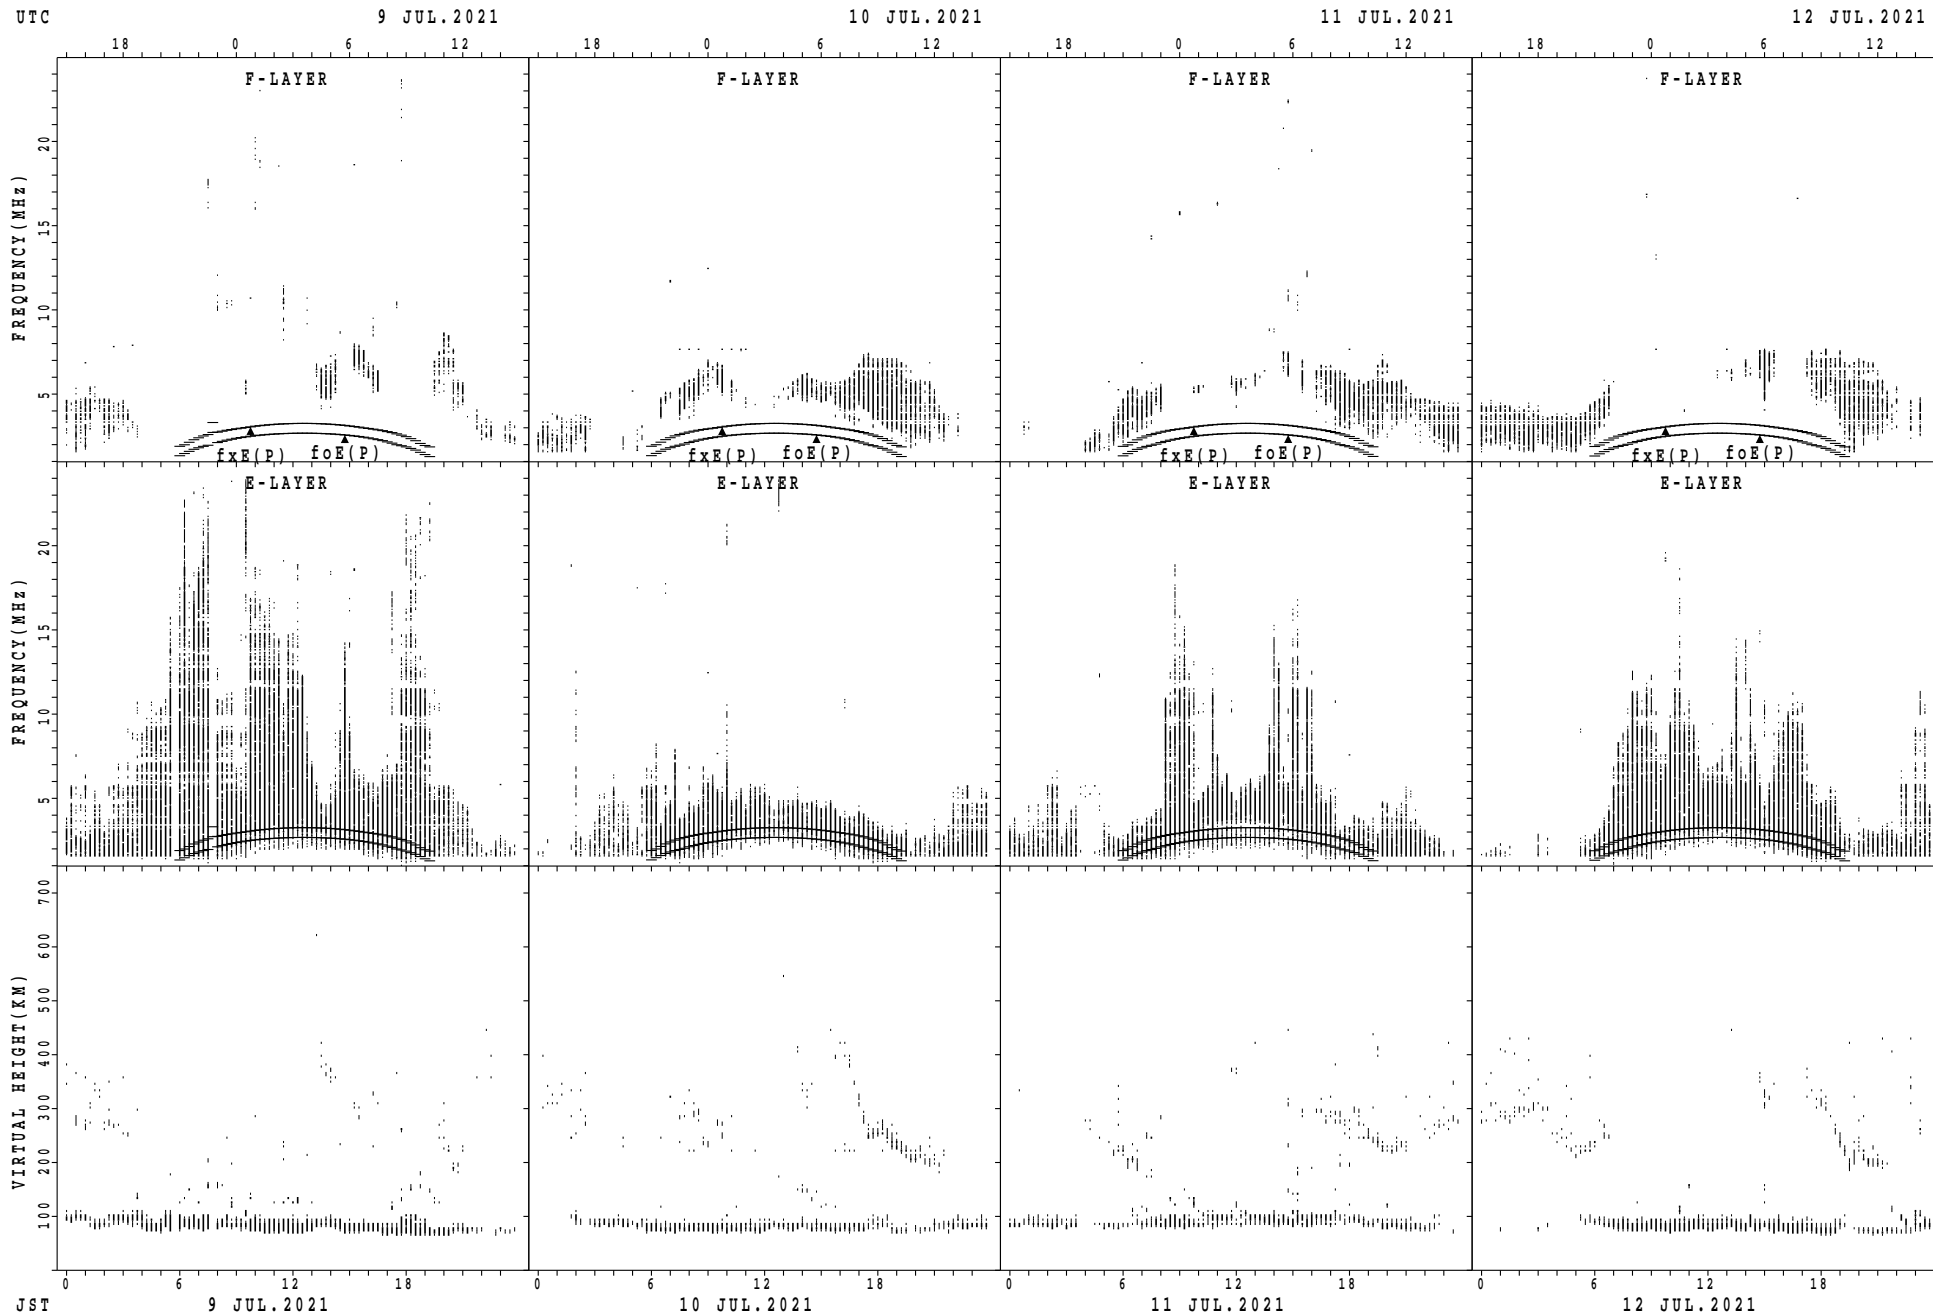 UTC 9 JUL.2021 10 JUL.2021 11 JUL.2021 12 JUL.2021
18 0 6 12 18 0 6 12 18 0 6 12 18 0 6 12
F-LAYER F-LAYER F-LAYER F-LAYER
FREQUENCY(MHz)
20
15
10
5
fxE(P) foE(P) fxE(P) foE(P) fxE(P) foE(P) fxE(P) foE(P)
E-LAYER E-LAYER E-LAYER E-LAYER
FREQUENCY(MHz)
20
15
10
5
VIRTUAL HEIGHT(KM)
700
600
500
400
300
200
100
0 6 12 18 0 6 12 18 0 6 12 18 0 6 12 18
JST 9 JUL.2021 10 JUL.2021 11 JUL.2021 12 JUL.2021